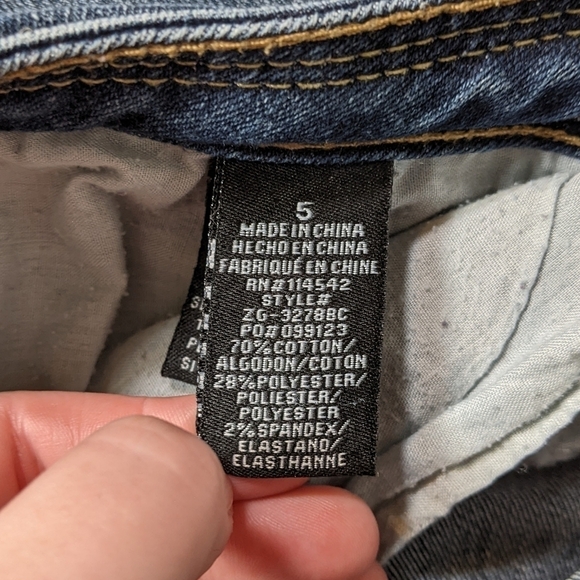 5
MADE IN CHINA
HECHO EN CHINA
FABRIQUÉ EN CHINE
RN#114542
STYLE#
ZG-3278BC
PO# 099123
70%COTTON/
ALGODON/COTON
28%POLYESTER/
POLIESTER/
POLYESTER
2%SPANDEX/
ELASTANO/
ELASTHANNE